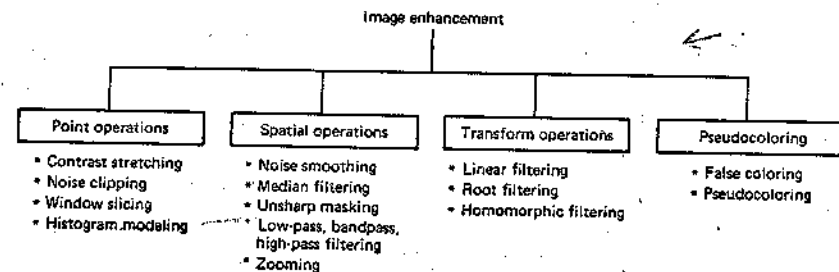 Image enhancement
Point operations
* Contrast stretching
* Noise clipping
* Window slicing
* Histogram modeling
Spatial operations
* Noise smoothing
* Median filtering
* Unsharp masking
* Low-pass, bandpass,
high-pass filtering
* Zooming
Transform operations
* Linear filtering
* Root filtering
* Homomorphic filtering
Pseudocoloring
* False coloring
* Pseudocoloring